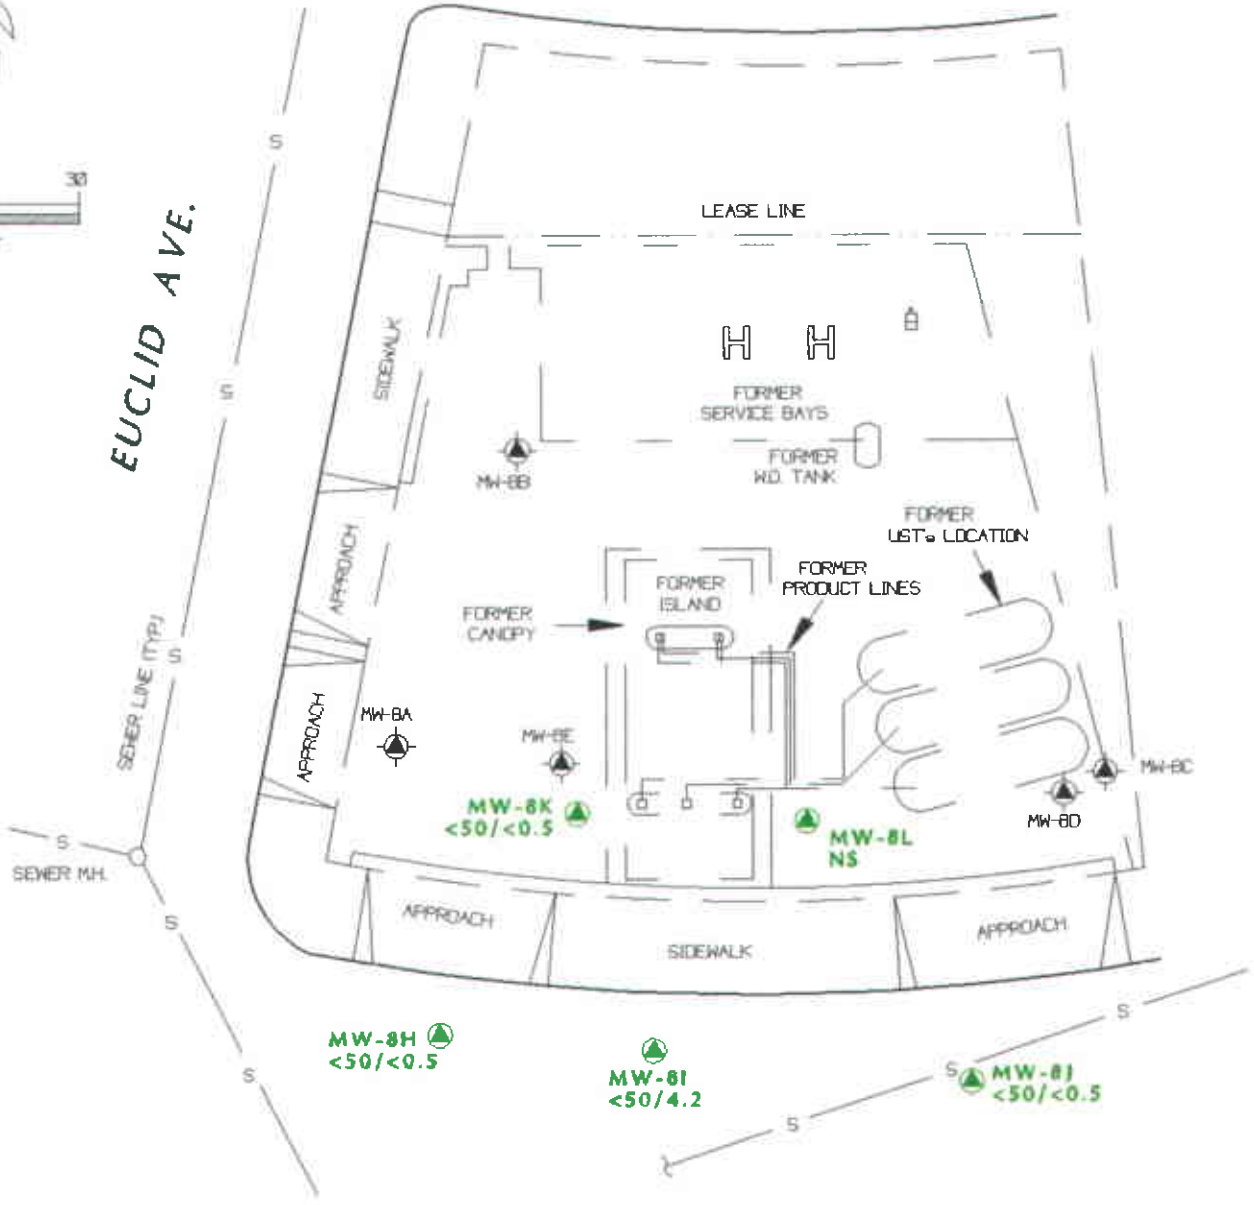 30
S
LEASE LINE
EUCLID AVE.
SIDEWALK
H H
S
FORMER
SERVICE BAYS
FORMER
W.O. TANK
MW-8B
FORMER
UST's LOCATION
APPROACH
FORMER
PRODUCT LINES
FORMER
ISLAND
FORMER
CANOPY
SEWER LINE (TYP.)
S
APPROACH
MW-8A
MW-8E
MW-8C
MW-8D
MW-8K
<50/<0.5
MW-8L
NS
S
SEWER M.H.
S
APPROACH
SIDEWALK
APPROACH
MW-8H
<50/<0.5
S
MW-8I
<50/4.2
S
S
MW-8J
<50/<0.5
S